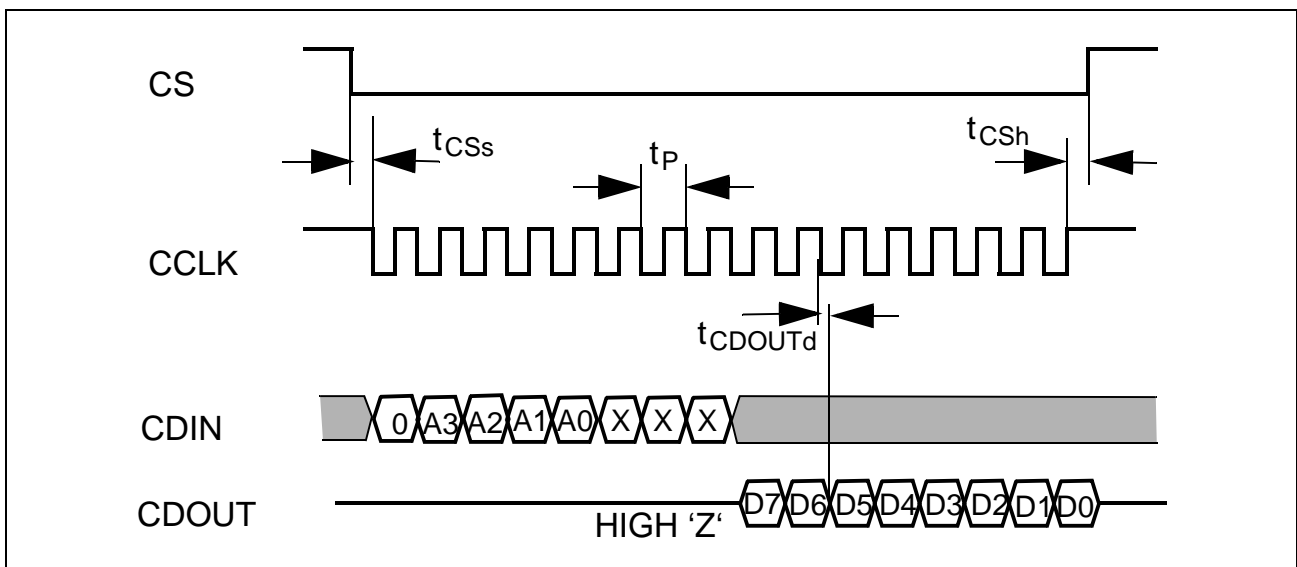 CS
tCSs
tP
tCSh
CCLK
tCDOUTd
CDIN
0 A3 A2 A1 A0 X X X
CDOUT
HIGH ‘Z‘
D7 D6 D5 D4 D3 D2 D1 D0